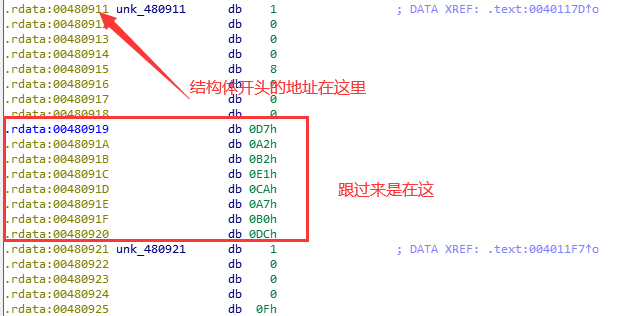 .rdata:00480911 unk_480911 db 1 ; DATA XREF: .text:0040117D↑o
.rdata:00480912 db 0
.rdata:00480913 db 0
.rdata:00480914 db 0
.rdata:00480915 db 8
.rdata:00480916 db 0
结构体开头的地址在这里
.rdata:00480917 db 0
.rdata:00480918 db 0
.rdata:00480919 db 0D7h
.rdata:0048091A db 0A2h
.rdata:0048091B db 0B2h
.rdata:0048091C db 0E1h
.rdata:0048091D db 0CAh
跟过来是在这
.rdata:0048091E db 0A7h
.rdata:0048091F db 0B0h
.rdata:00480920 db 0DCh
.rdata:00480921 unk_480921 db 1 ; DATA XREF: .text:004011F7↑o
.rdata:00480922 db 0
.rdata:00480923 db 0
.rdata:00480924 db 0
.rdata:00480925 db 0Fh